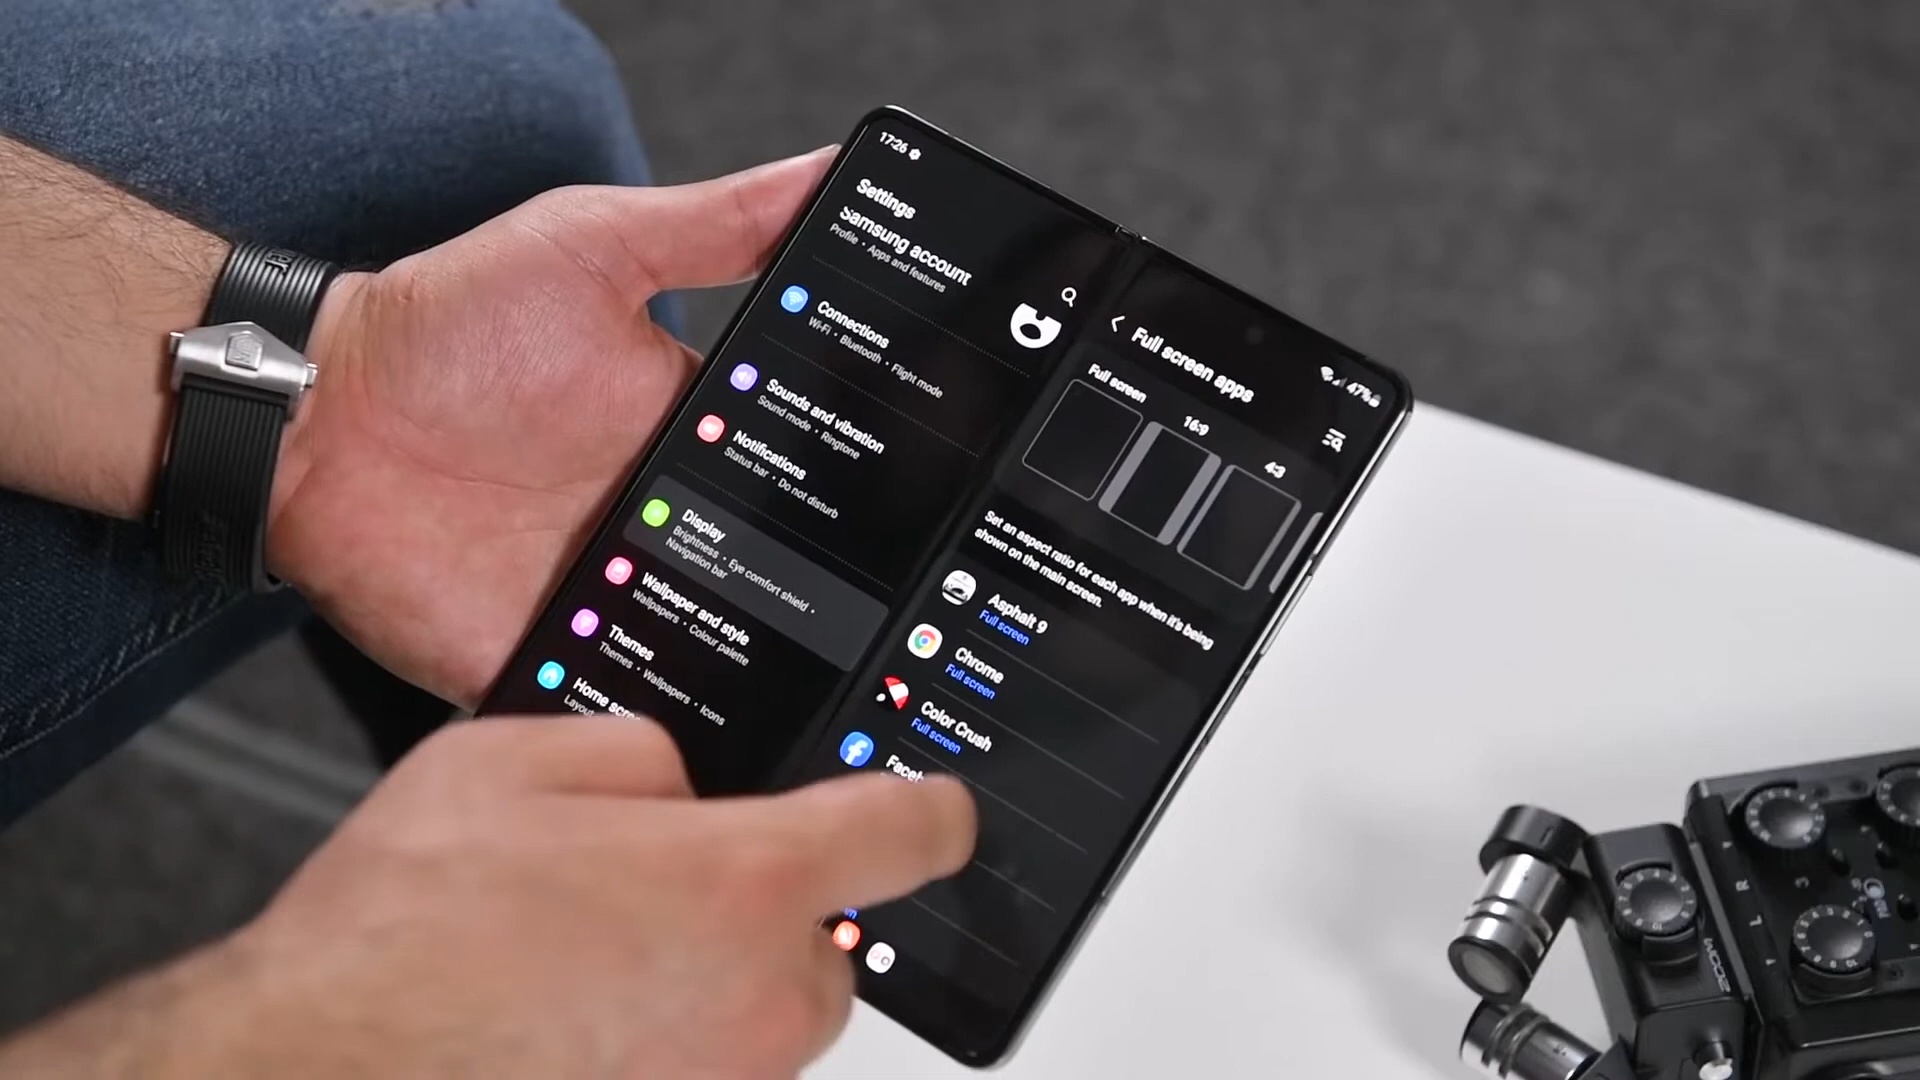 17:26
Settings
Samsung account
Profile • Apps and features
Connections
Wi-Fi • Bluetooth • Flight mode
Sounds and vibration
Sound mode • Ringtone
Notifications
Status bar • Do not disturb
Display
Brightness • Eye comfort shield •
Navigation bar
Wallpaper and style
Wallpapers • Colour palette
Themes
Themes • Wallpapers • Icons
Home scre
Layou
47%
Full screen apps
Full screen
16:9
4:3
Set an aspect ratio for each app when it's being
shown on the main screen.
Asphalt 9
Full screen
Chrome
Full screen
Color Crush
Full screen
Faceb
zoom
L
R